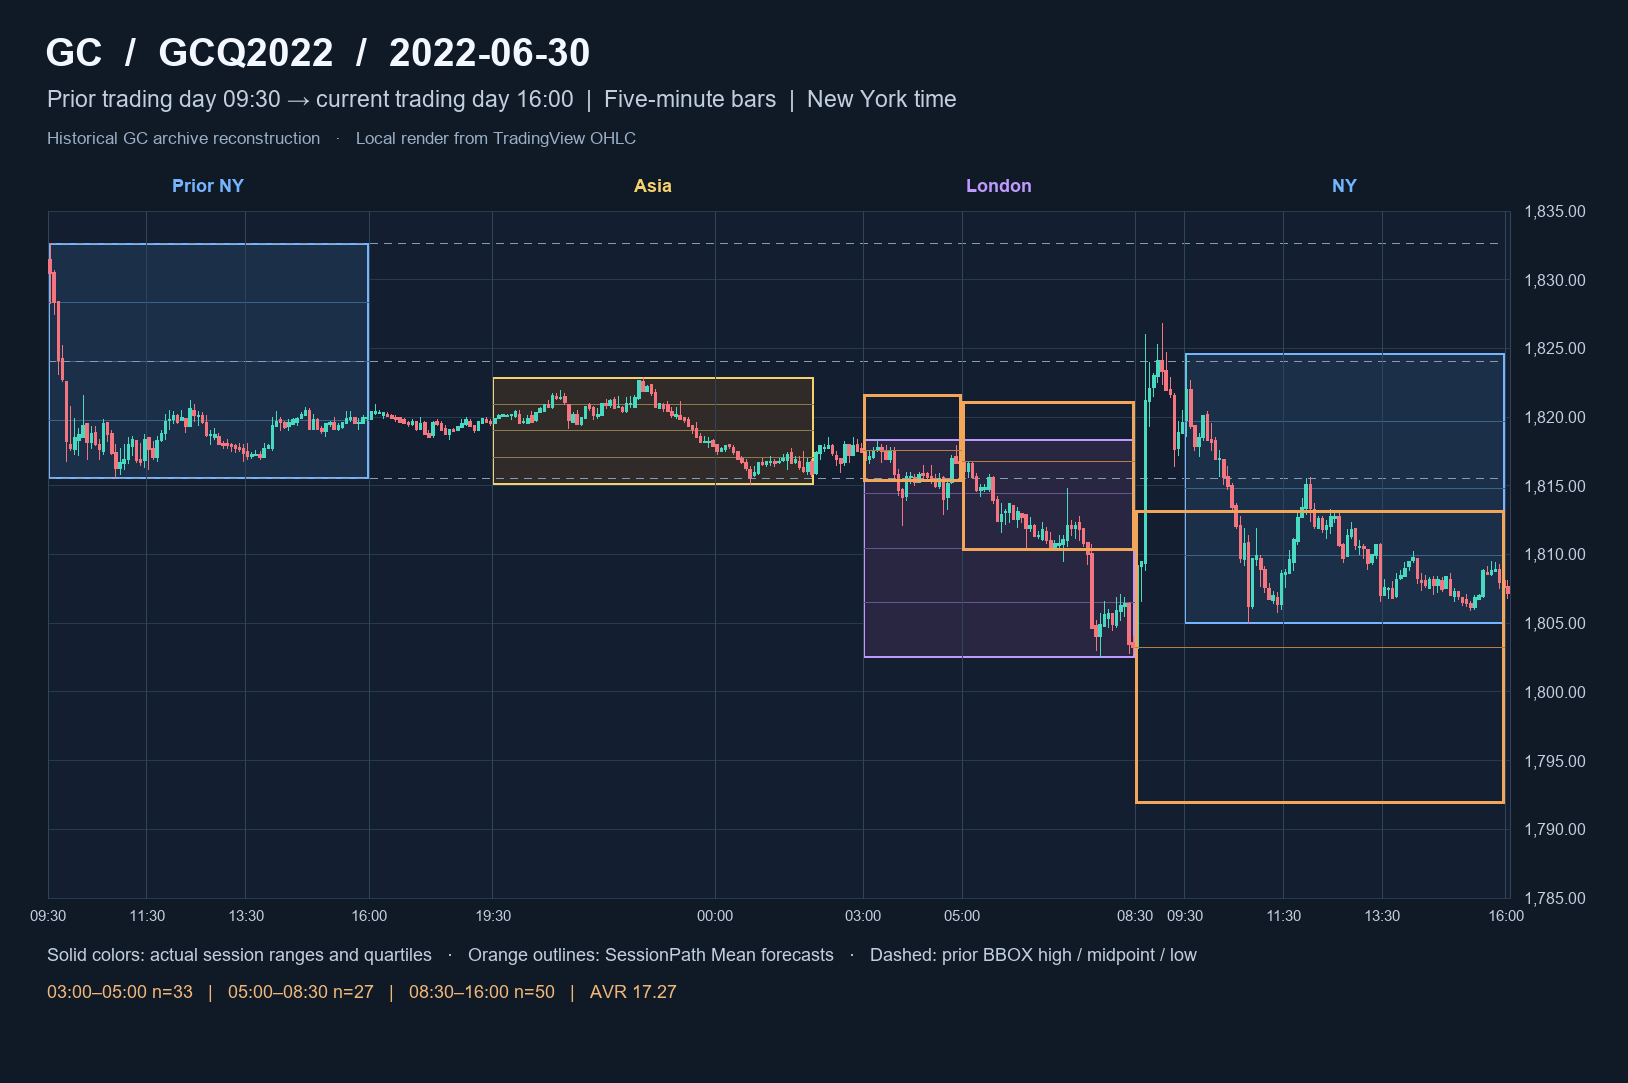 GC / GCQ2022 / 2022-06-30
Prior trading day 09:30 → current trading day 16:00 | Five-minute bars | New York time
Historical GC archive reconstruction · Local render from TradingView OHLC
Prior NY Asia London NY
1,835.00
1,830.00
1,825.00
1,820.00
1,815.00
1,810.00
1,805.00
1,800.00
1,795.00
1,790.00
1,785.00
09:30 11:30 13:30 16:00 19:30 00:00 03:00 05:00 08:30 09:30 11:30 13:30 16:00
Solid colors: actual session ranges and quartiles · Orange outlines: SessionPath Mean forecasts · Dashed: prior BBOX high / midpoint / low
03:00–05:00 n=33 | 05:00–08:30 n=27 | 08:30–16:00 n=50 | AVR 17.27